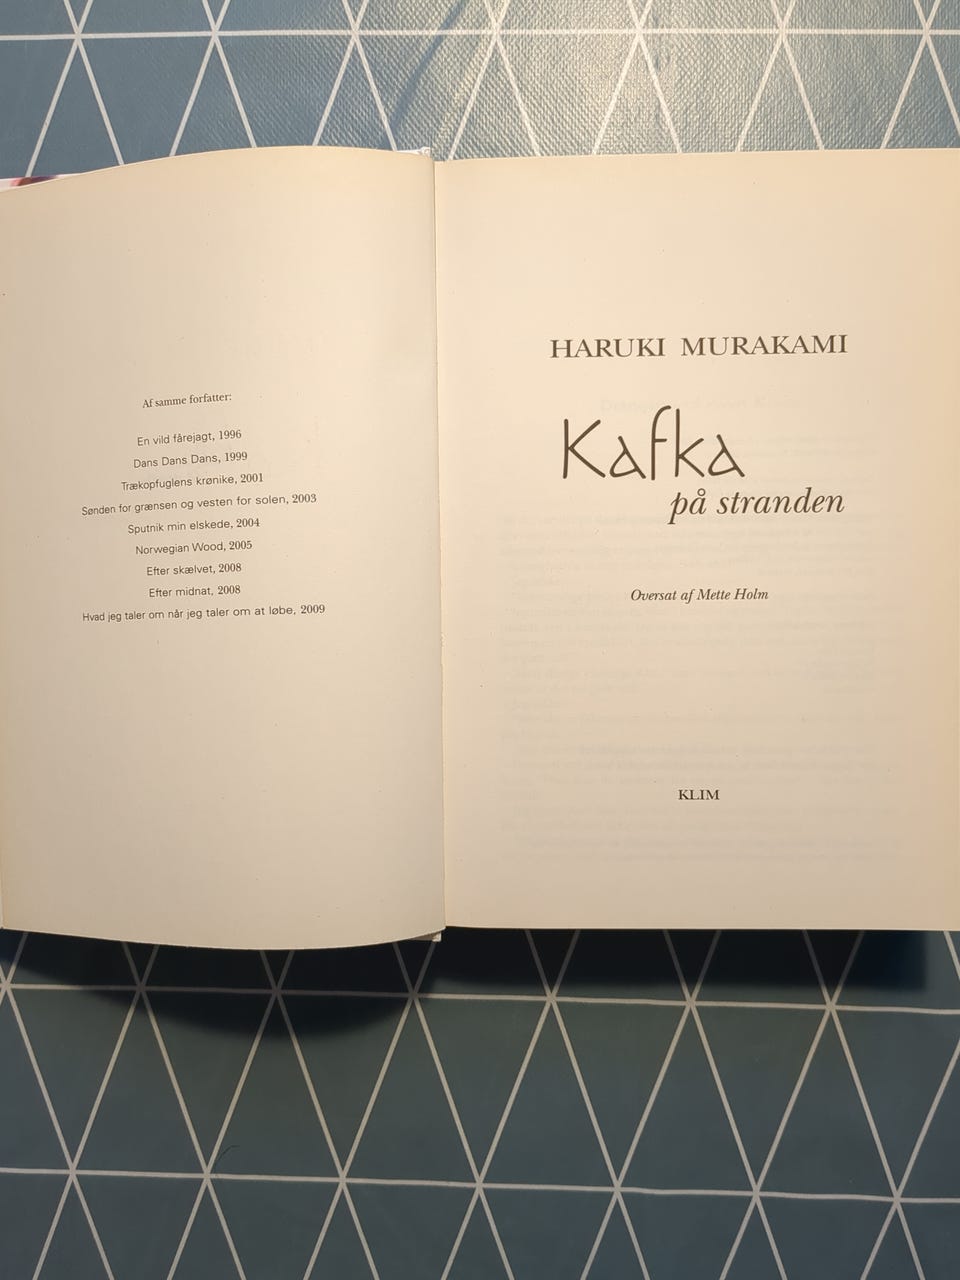 Af samme forfatter:
En vild fårejagt, 1996
Dans Dans Dans, 1999
Trækopfuglens krønike, 2001
Sønden for grænsen og vesten for solen, 2003
Sputnik min elskede, 2004
Norwegian Wood, 2005
Efter skælvet, 2008
Efter midnat, 2008
Hvad jeg taler om når jeg taler om at løbe, 2009
HARUKI MURAKAMI
Kafka
på stranden
Oversat af Mette Holm
KLIM